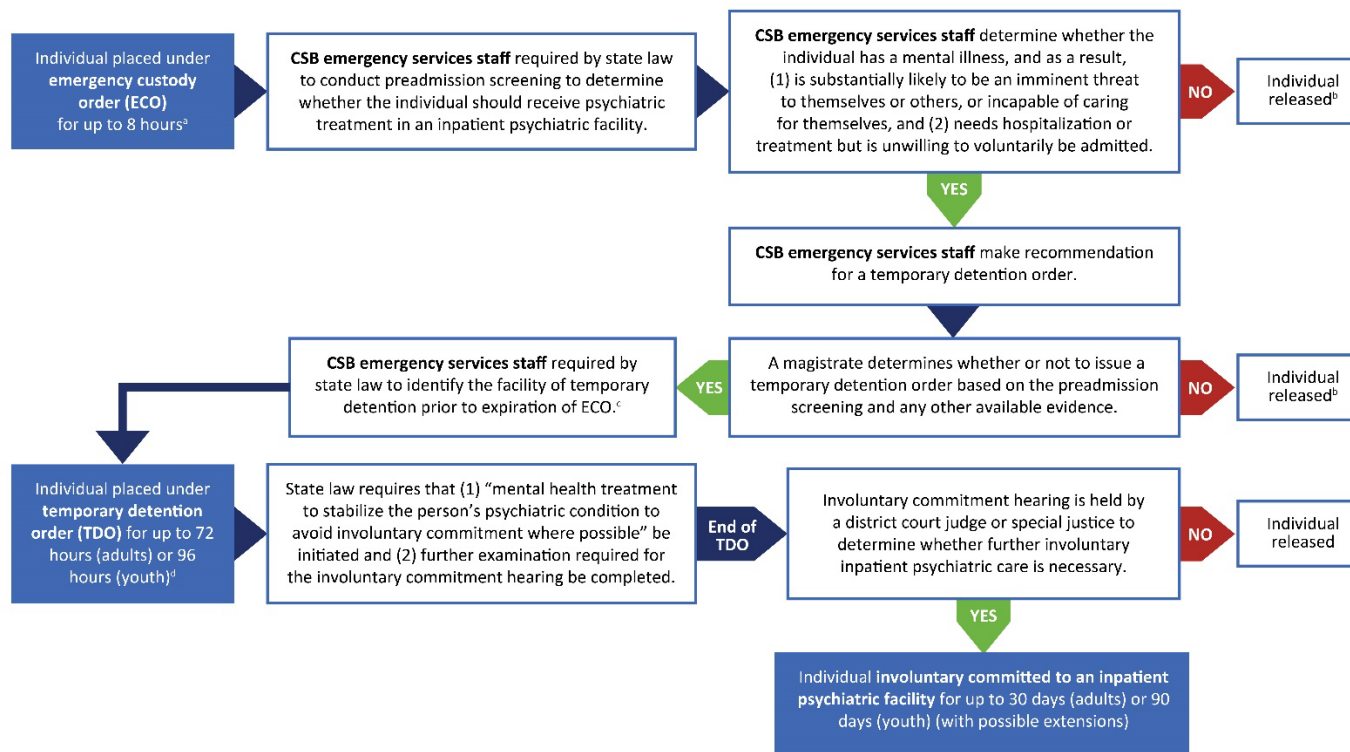 Individual placed under
emergency custody
order (ECO)
for up to 8 hoursᵃ
CSB emergency services staff required by state law
to conduct preadmission screening to determine
whether the individual should receive psychiatric
treatment in an inpatient psychiatric facility.
CSB emergency services staff determine whether the
individual has a mental illness, and as a result,
(1) is substantially likely to be an imminent threat
to themselves or others, or incapable of caring
for themselves, and (2) needs hospitalization or
treatment but is unwilling to voluntarily be admitted.
NO
Individual
releasedᵇ
YES
CSB emergency services staff make recommendation
for a temporary detention order.
A magistrate determines whether or not to issue a
temporary detention order based on the preadmission
screening and any other available evidence.
NO
Individual
releasedᵇ
YES
CSB emergency services staff required by
state law to identify the facility of temporary
detention prior to expiration of ECO.ᶜ
Individual placed under
temporary detention
order (TDO) for up to 72
hours (adults) or 96
hours (youth)ᵈ
State law requires that (1) “mental health treatment
to stabilize the person’s psychiatric condition to
avoid involuntary commitment where possible” be
initiated and (2) further examination required for
the involuntary commitment hearing be completed.
End of
TDO
Involuntary commitment hearing is held by
a district court judge or special justice to
determine whether further involuntary
inpatient psychiatric care is necessary.
NO
Individual
released
YES
Individual involuntary committed to an inpatient
psychiatric facility for up to 30 days (adults) or 90
days (youth) (with possible extensions)